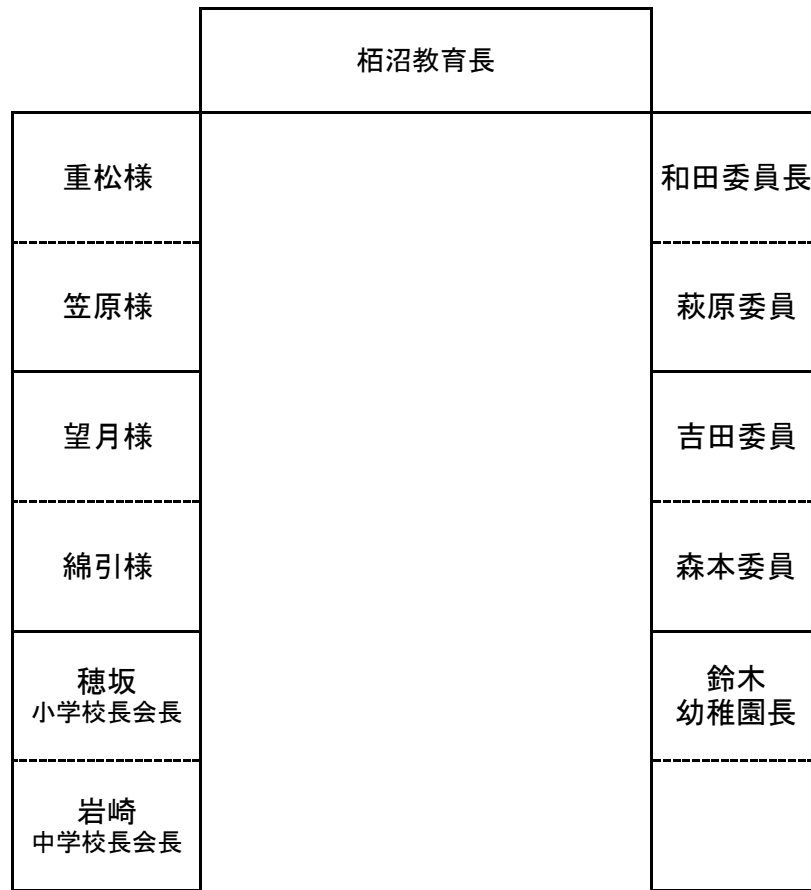 栢沼教育長
重松様
和田委員長
笠原様
萩原委員
望月様
吉田委員
綿引様
森本委員
穂坂
小学校長会長
鈴木
幼稚園長
岩崎
中学校長会長